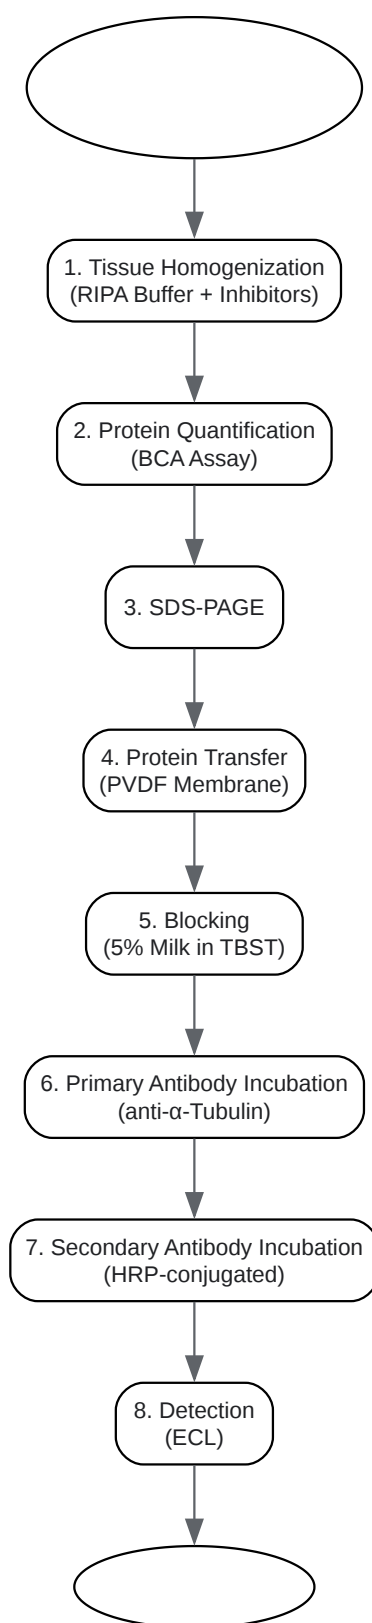 1. Tissue Homogenization
(RIPA Buffer + Inhibitors)
2. Protein Quantification
(BCA Assay)
3. SDS-PAGE
4. Protein Transfer
(PVDF Membrane)
5. Blocking
(5% Milk in TBST)
6. Primary Antibody Incubation
(anti-α-Tubulin)
7. Secondary Antibody Incubation
(HRP-conjugated)
8. Detection
(ECL)